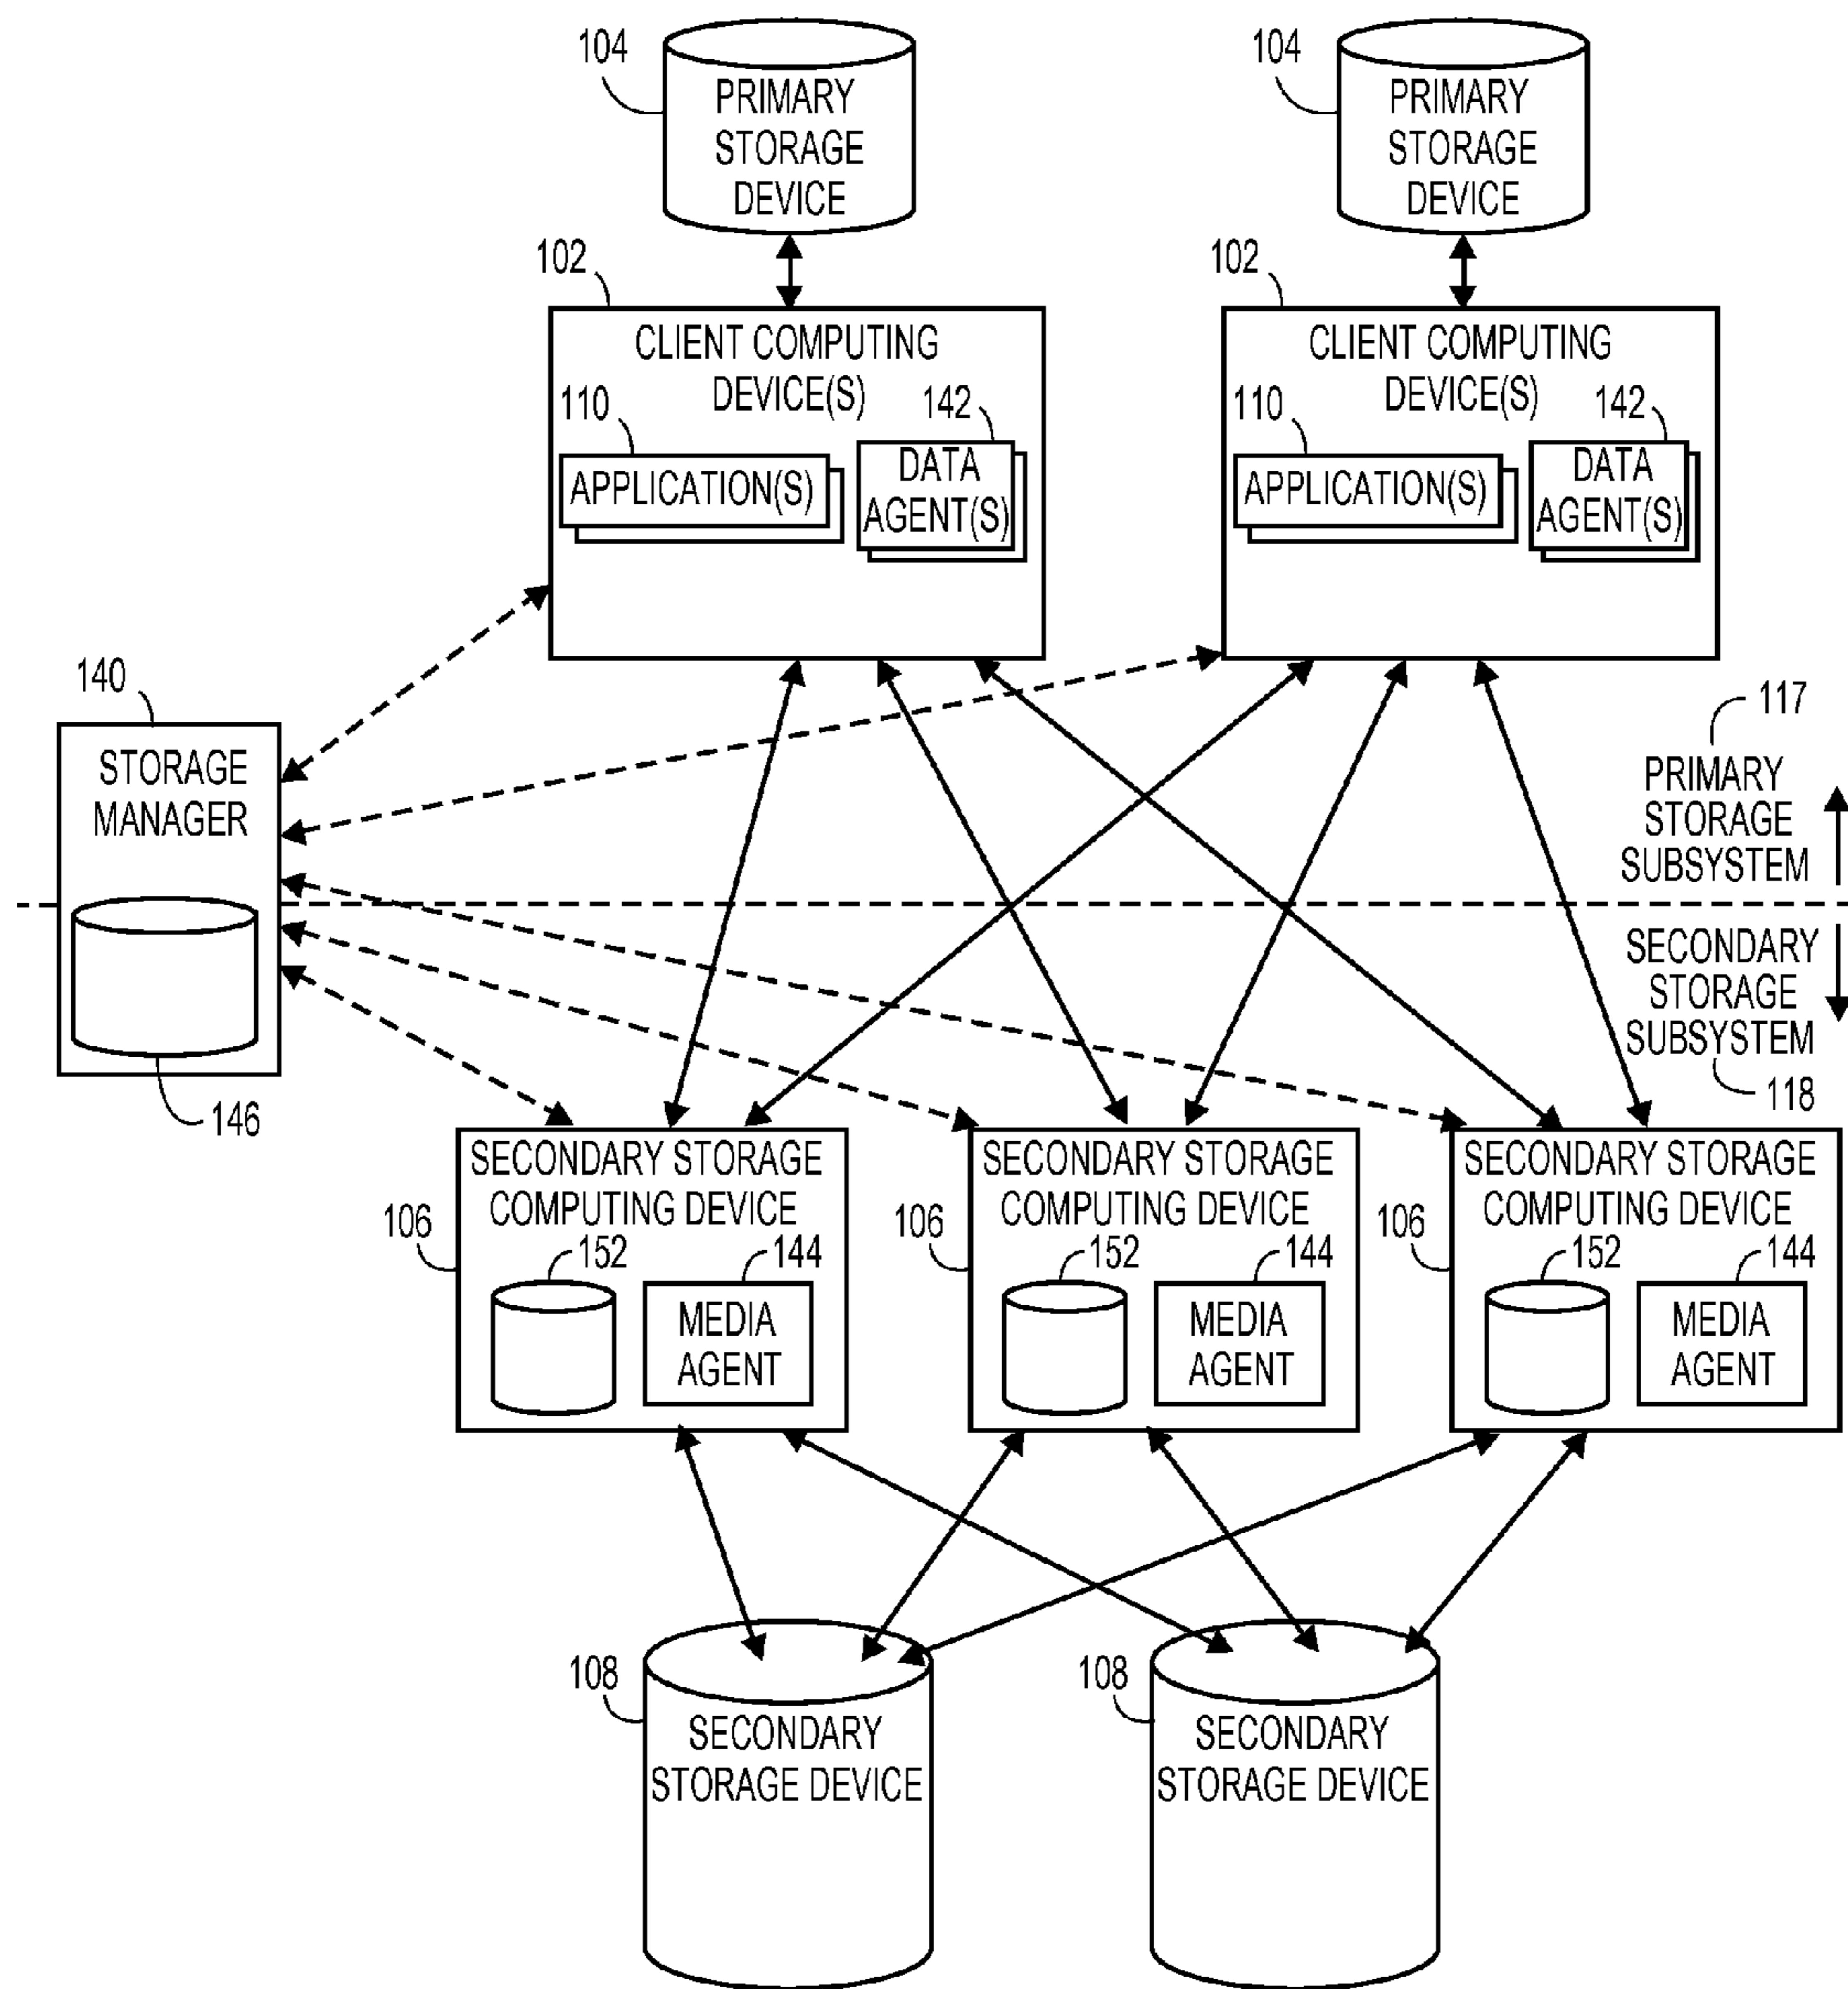 104
PRIMARY
STORAGE
DEVICE
104
PRIMARY
STORAGE
DEVICE
102
CLIENT COMPUTING
DEVICE(S)
110
142
APPLICATION(S)
DATA
AGENT(S)
102
CLIENT COMPUTING
DEVICE(S)
110
142
APPLICATION(S)
DATA
AGENT(S)
140
STORAGE
MANAGER
146
117
PRIMARY
STORAGE
SUBSYSTEM
SECONDARY
STORAGE
SUBSYSTEM
118
SECONDARY STORAGE
COMPUTING DEVICE
106
152
144
MEDIA
AGENT
SECONDARY STORAGE
COMPUTING DEVICE
106
152
144
MEDIA
AGENT
SECONDARY STORAGE
COMPUTING DEVICE
106
152
144
MEDIA
AGENT
108
SECONDARY
STORAGE DEVICE
108
SECONDARY
STORAGE DEVICE